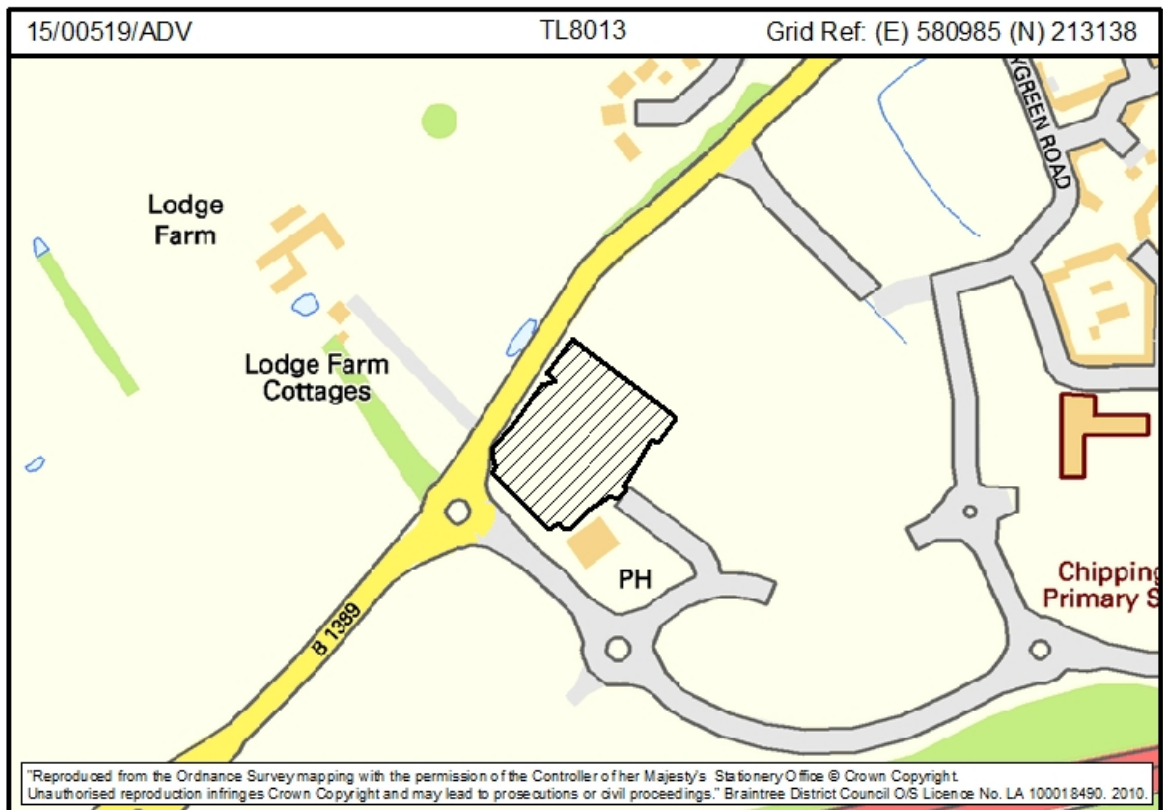 15/00519/ADV TL8013 Grid Ref: (E) 580985 (N) 213138
YGREEN ROAD
Lodge
Farm
Lodge Farm
Cottages
PH
Chipping
Primary S
B 1389
"Reproduced from the Ordnance Survey mapping with the permission of the Controller of her Majesty's Stationery Office © Crown Copyright.
Unauthorised reproduction infringes Crown Copyright and may lead to prosecutions or civil proceedings." Braintree District Council O/S Licence No. LA 100018490. 2010.